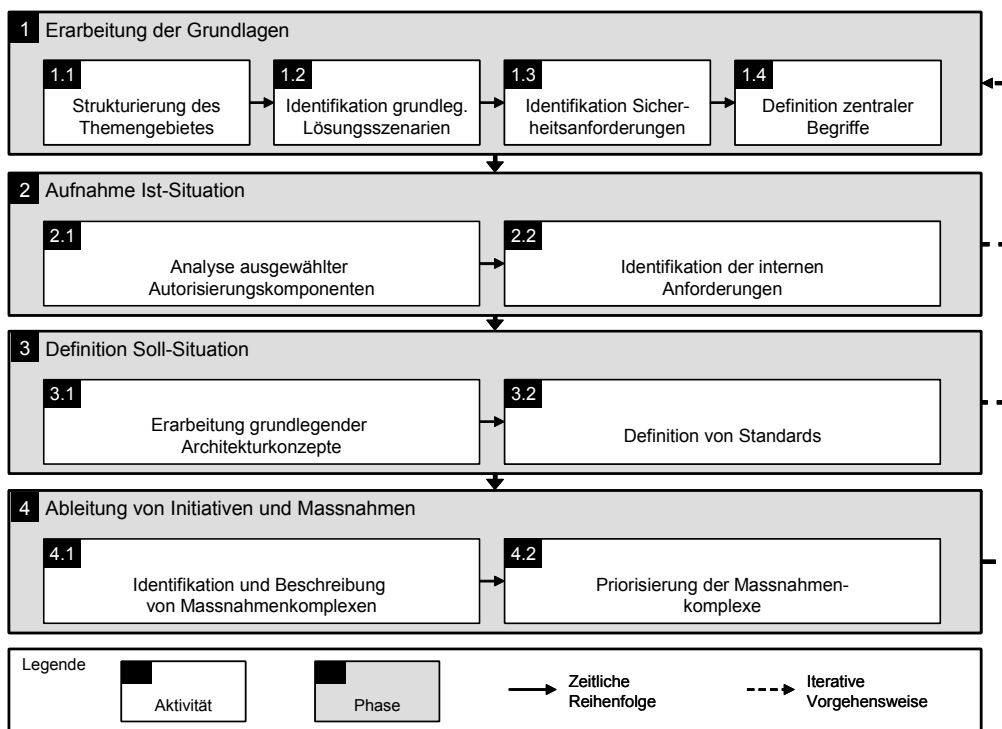 1 Erarbeitung der Grundlagen
1.1
Strukturierung des
Themengebietes
1.2
Identifikation grundleg.
Lösungsszenarien
1.3
Identifikation Sicher-
heitsanforderungen
1.4
Definition zentraler
Begriffe
2 Aufnahme Ist-Situation
2.1
Analyse ausgewählter
Autorisierungskomponenten
2.2
Identifikation der internen
Anforderungen
3 Definition Soll-Situation
3.1
Erarbeitung grundlegender
Architekturkonzepte
3.2
Definition von Standards
4 Ableitung von Initiativen und Massnahmen
4.1
Identifikation und Beschreibung
von Massnahmenkomplexen
4.2
Priorisierung der Massnahmen-
komplexe
Legende
Aktivität
Phase
Zeitliche
Reihenfolge
Iterative
Vorgehensweise